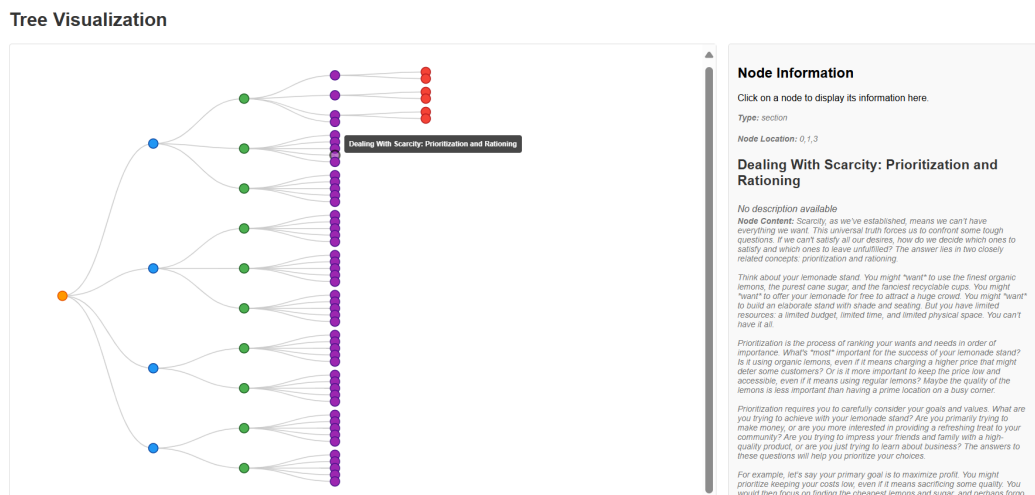 Tree Visualization
Dealing With Scarcity: Prioritization and Rationing
Node Information
Click on a node to display its information here.
Type: section
Node Location: 0,1,3
Dealing With Scarcity: Prioritization and
Rationing
No description available
Node Content: Scarcity, as we've established, means we can't have
everything we want. This universal truth forces us to confront some tough
questions. If we can't satisfy all our desires, how do we decide which ones to
satisfy and which ones to leave unfulfilled? The answer lies in two closely
related concepts: prioritization and rationing.
Think about your lemonade stand. You might *want* to use the finest organic
lemons, the purest cane sugar, and the fanciest recyclable cups. You might
*want* to offer your lemonade for free to attract a huge crowd. You might *want*
to build an elaborate stand with shade and seating. But you have limited
resources: a limited budget, limited time, and limited physical space. You can't
have it all.
Prioritization is the process of ranking your wants and needs in order of
importance. What's *most* important for the success of your lemonade stand?
Is it using organic lemons, even if it means charging a higher price that might
deter some customers? Or is it more important to keep the price low and
accessible, even if it means using regular lemons? Maybe the quality of the
lemons is less important than having a prime location on a busy corner.
Prioritization requires you to carefully consider your goals and values. What are
you trying to achieve with your lemonade stand? Are you primarily trying to
make money, or are you more interested in providing a refreshing treat to your
community? Are you trying to impress your friends and family with a high-
quality product, or are you just trying to learn about business? The answers to
these questions will help you prioritize your choices.
For example, let's say your primary goal is to maximize profit. You might
prioritize keeping your costs low, even if it means sacrificing some quality. You
would then focus on finding the cheapest lemons and sugar, and perhaps forgo